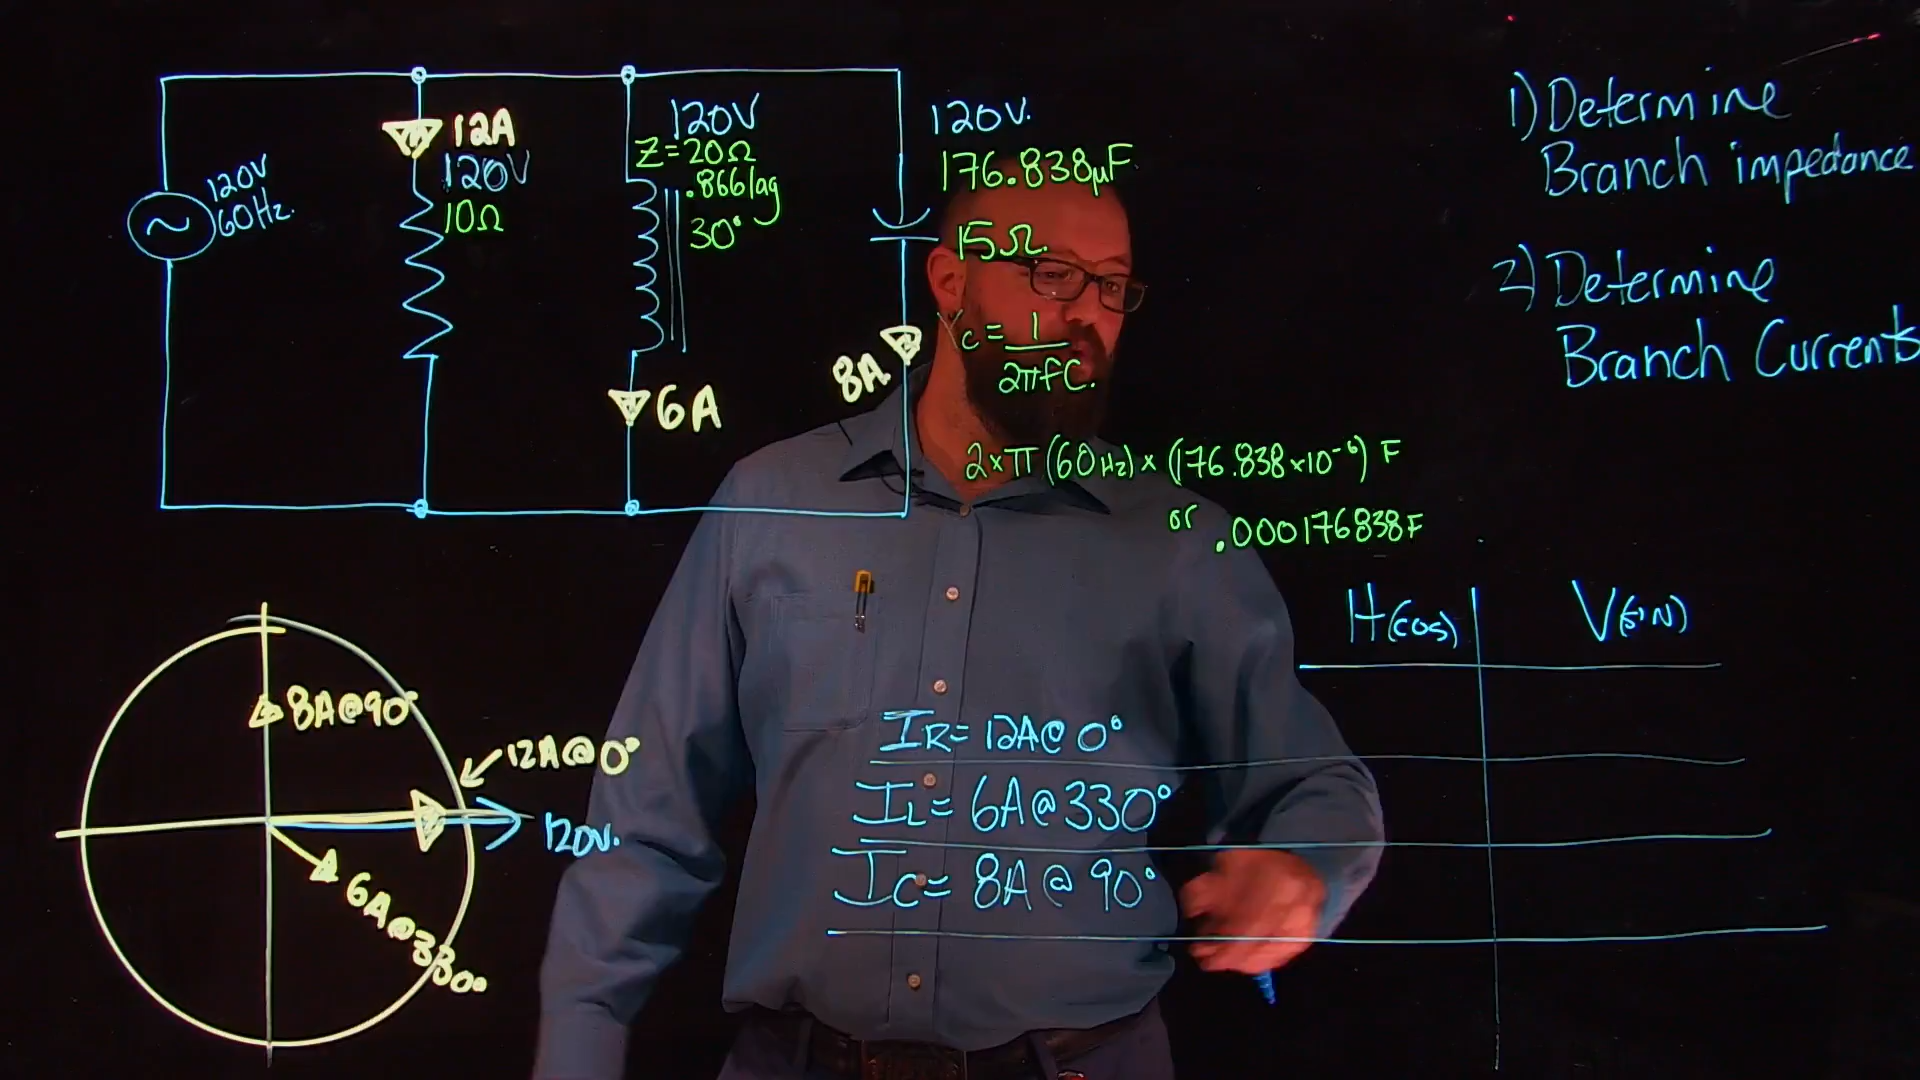 120V
60Hz.
12A
120V
10Ω
120V
Z=20Ω
.866lag
30°
6A
120V.
176.838µF
15Ω.
8A
Xc = 1
2πfC.
2×π(60Hz)×(176.838×10⁻⁶) F
or .000176838F
1) Determine
Branch impedance
2) Determine
Branch Currents
8A@90°
12A@0°
120V.
6A@330°
H(cos) V(SIN)
IR= 12A@ 0°
IL= 6A@330°
IC= 8A@ 90°